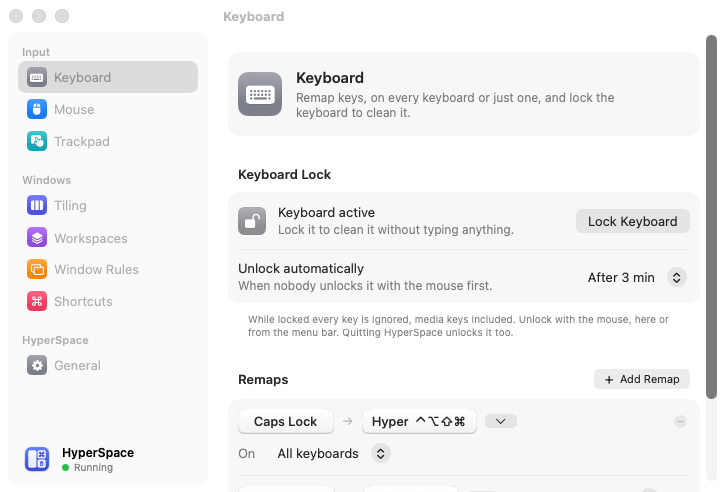 Keyboard
Input
Keyboard
Mouse
Trackpad
Windows
Tiling
Workspaces
Window Rules
Shortcuts
HyperSpace
General
HyperSpace
Running
Keyboard
Remap keys, on every keyboard or just one, and lock the
keyboard to clean it.
Keyboard Lock
Keyboard active
Lock it to clean it without typing anything.
Lock Keyboard
Unlock automatically
When nobody unlocks it with the mouse first.
After 3 min
While locked every key is ignored, media keys included. Unlock with the mouse, here or
from the menu bar. Quitting HyperSpace unlocks it too.
Remaps
+ Add Remap
Caps Lock → Hyper ⌃⌥⇧⌘
On All keyboards